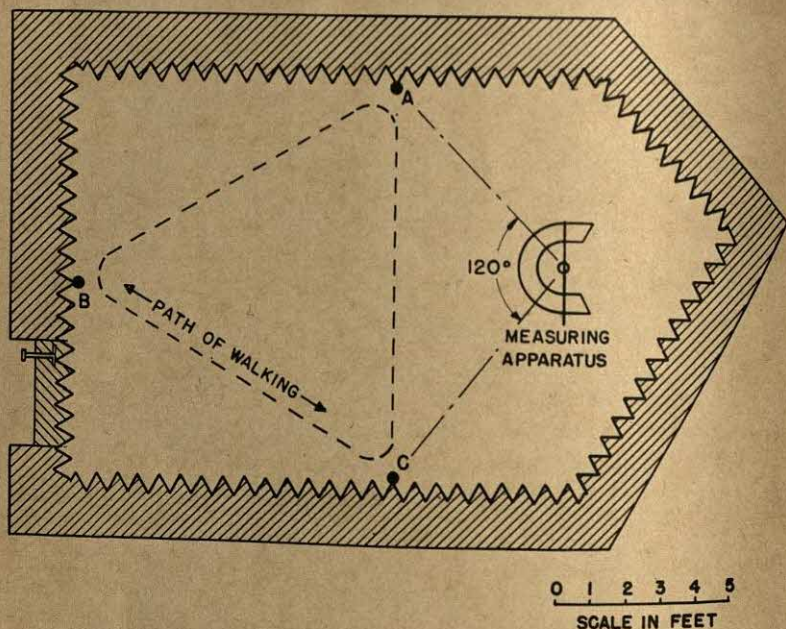 A
120°
B
PATH OF WALKING
MEASURING
APPARATUS
C
0 1 2 3 4 5
SCALE IN FEET